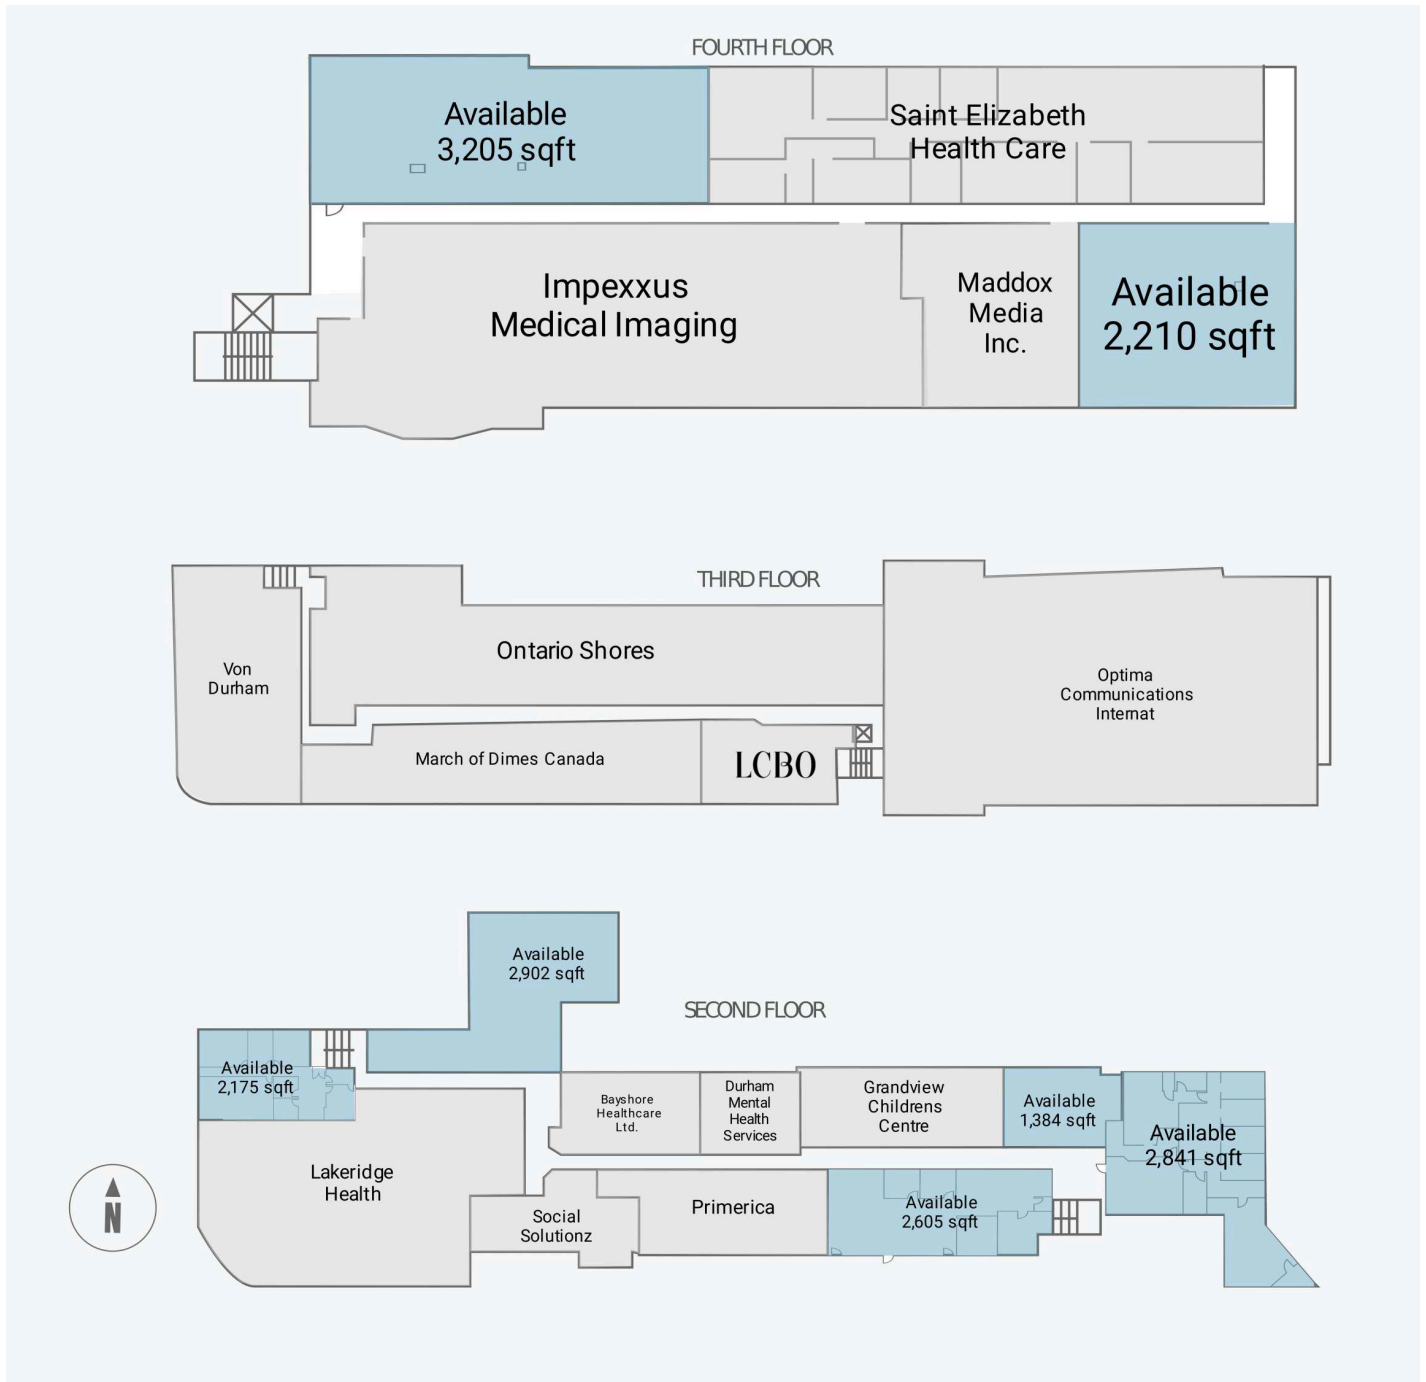 FOURTH FLOOR
Available
3,205 sqft
Saint Elizabeth
Health Care
Impexxus
Medical Imaging
Maddox
Media
Inc.
Available
2,210 sqft
THIRD FLOOR
Von
Durham
Ontario Shores
Optima
Communications
Internat
March of Dimes Canada
LCBO
SECOND FLOOR
Available
2,902 sqft
Available
2,175 sqft
Bayshore
Healthcare
Ltd.
Durham
Mental
Health
Services
Grandview
Childrens
Centre
Available
1,384 sqft
Available
2,841 sqft
Lakeridge
Health
Social
Solutionz
Primerica
Available
2,605 sqft
N